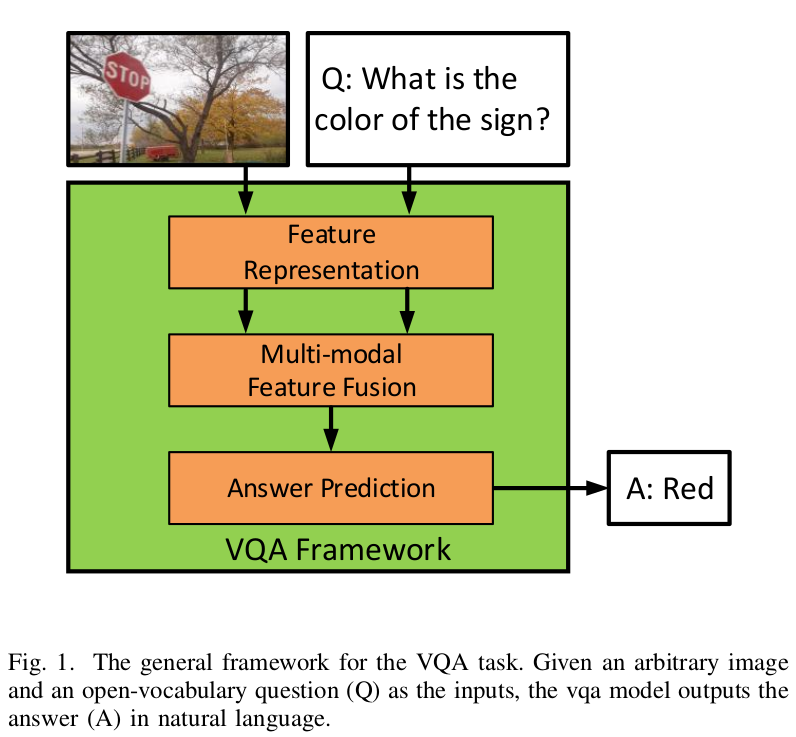 STOP
Q: What is the
color of the sign?
Feature
Representation
Multi-modal
Feature Fusion
Answer Prediction
A: Red
VQA Framework
Fig. 1. The general framework for the VQA task. Given an arbitrary image
and an open-vocabulary question (Q) as the inputs, the vqa model outputs the
answer (A) in natural language.